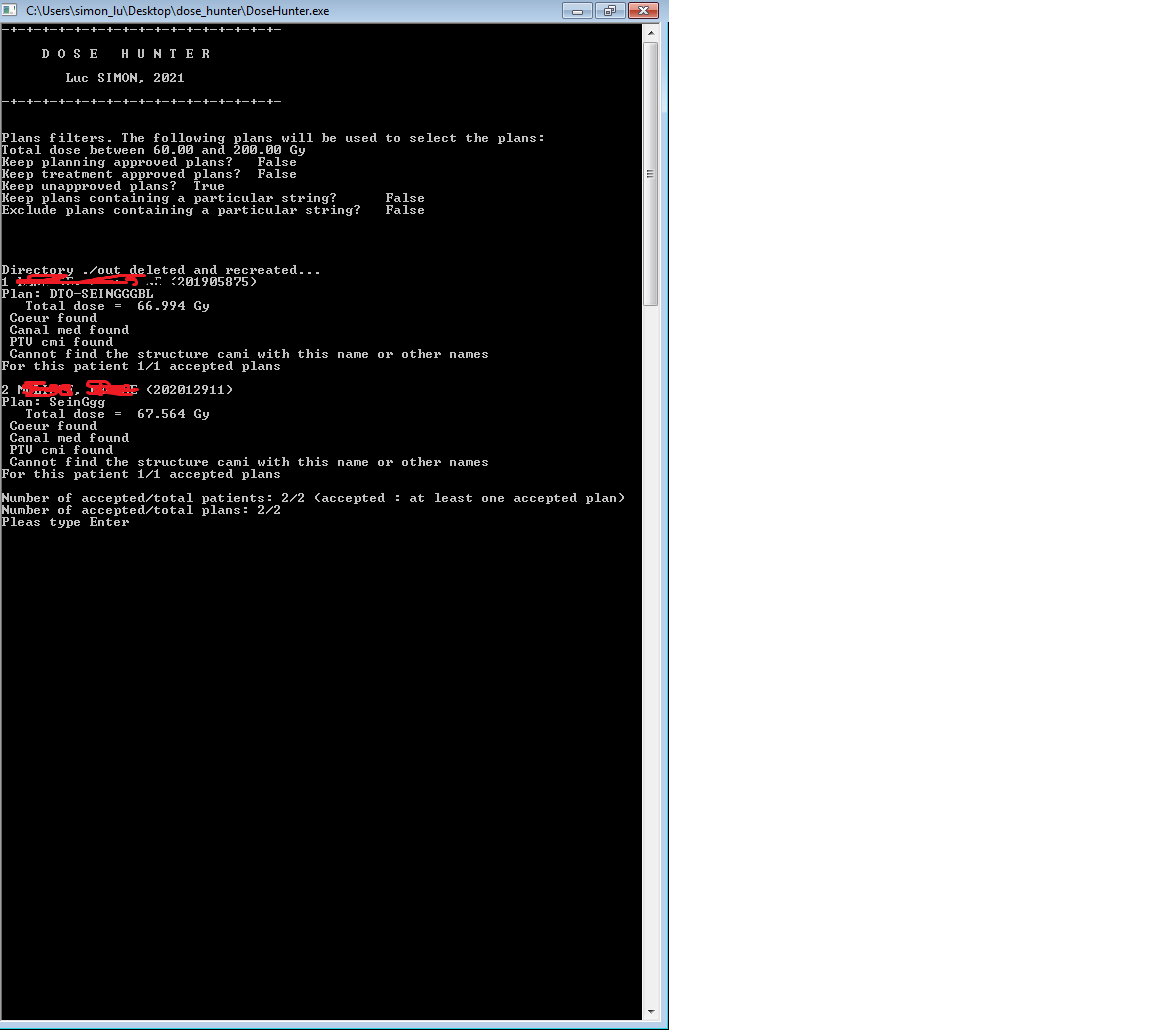 C:\Users\simon_lu\Desktop\dose_hunter\DoseHunter.exe
-+-+-+-+-+-+-+-+-+-+-+-+-+-+-+-+-+-
D O S E   H U N T E R
Luc SIMON, 2021
-+-+-+-+-+-+-+-+-+-+-+-+-+-+-+-+-+-
Plans filters. The following plans will be used to select the plans:
Total dose between 60.00 and 200.00 Gy
Keep planning approved plans?   False
Keep treatment approved plans?  False
Keep unapproved plans?  True
Keep plans containing a particular string?      False
Exclude plans containing a particular string?   False
Directory ./out deleted and recreated...
1 (201905875)
Plan: DTO-SEINGGGBL
Total dose =  66.994 Gy
Coeur found
Canal med found
PTV cmi found
Cannot find the structure cami with this name or other names
For this patient 1/1 accepted plans
2 (202012911)
Plan: SeinGgg
Total dose =  67.564 Gy
Coeur found
Canal med found
PTV cmi found
Cannot find the structure cami with this name or other names
For this patient 1/1 accepted plans
Number of accepted/total patients: 2/2 (accepted : at least one accepted plan)
Number of accepted/total plans: 2/2
Pleas type Enter